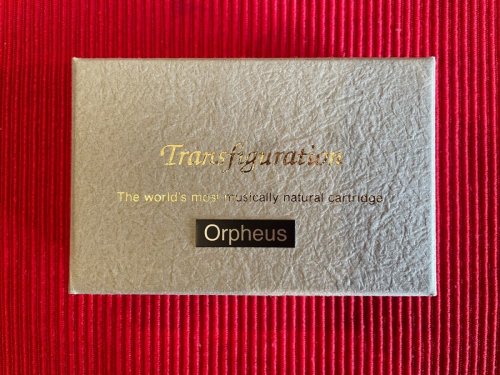 Transfiguration
The world's most musically natural cartridge
Orpheus